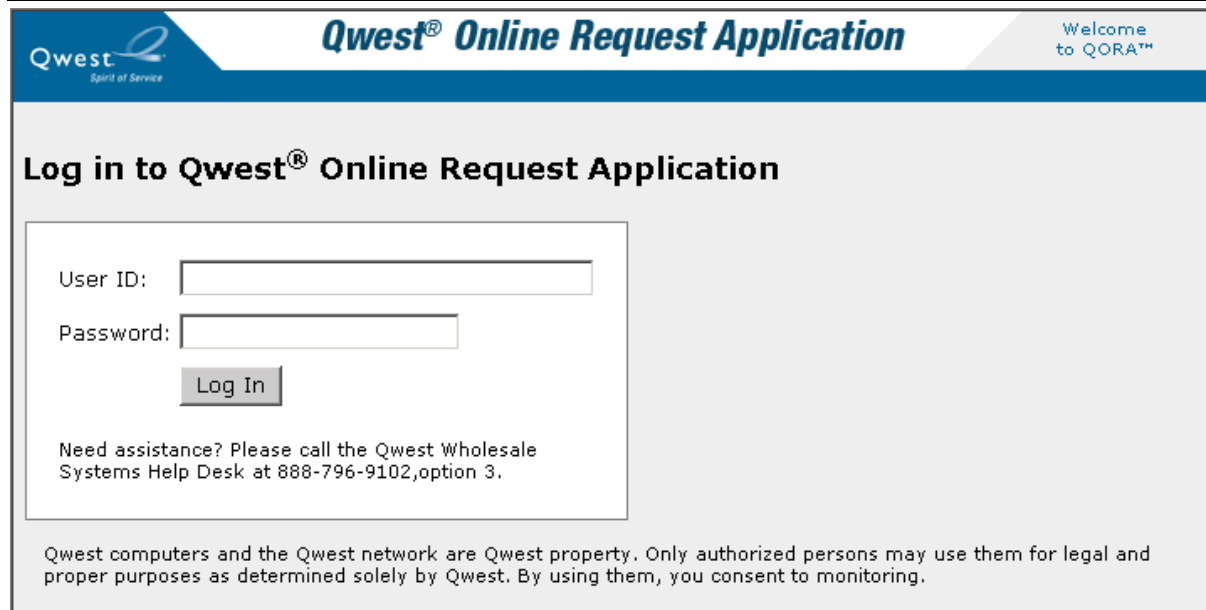 Qwest
Spirit of Service
Qwest® Online Request Application
Welcome
to QORA™
Log in to Qwest® Online Request Application
User ID:
Password:
Log In
Need assistance? Please call the Qwest Wholesale
Systems Help Desk at 888-796-9102,option 3.
Qwest computers and the Qwest network are Qwest property. Only authorized persons may use them for legal and
proper purposes as determined solely by Qwest. By using them, you consent to monitoring.